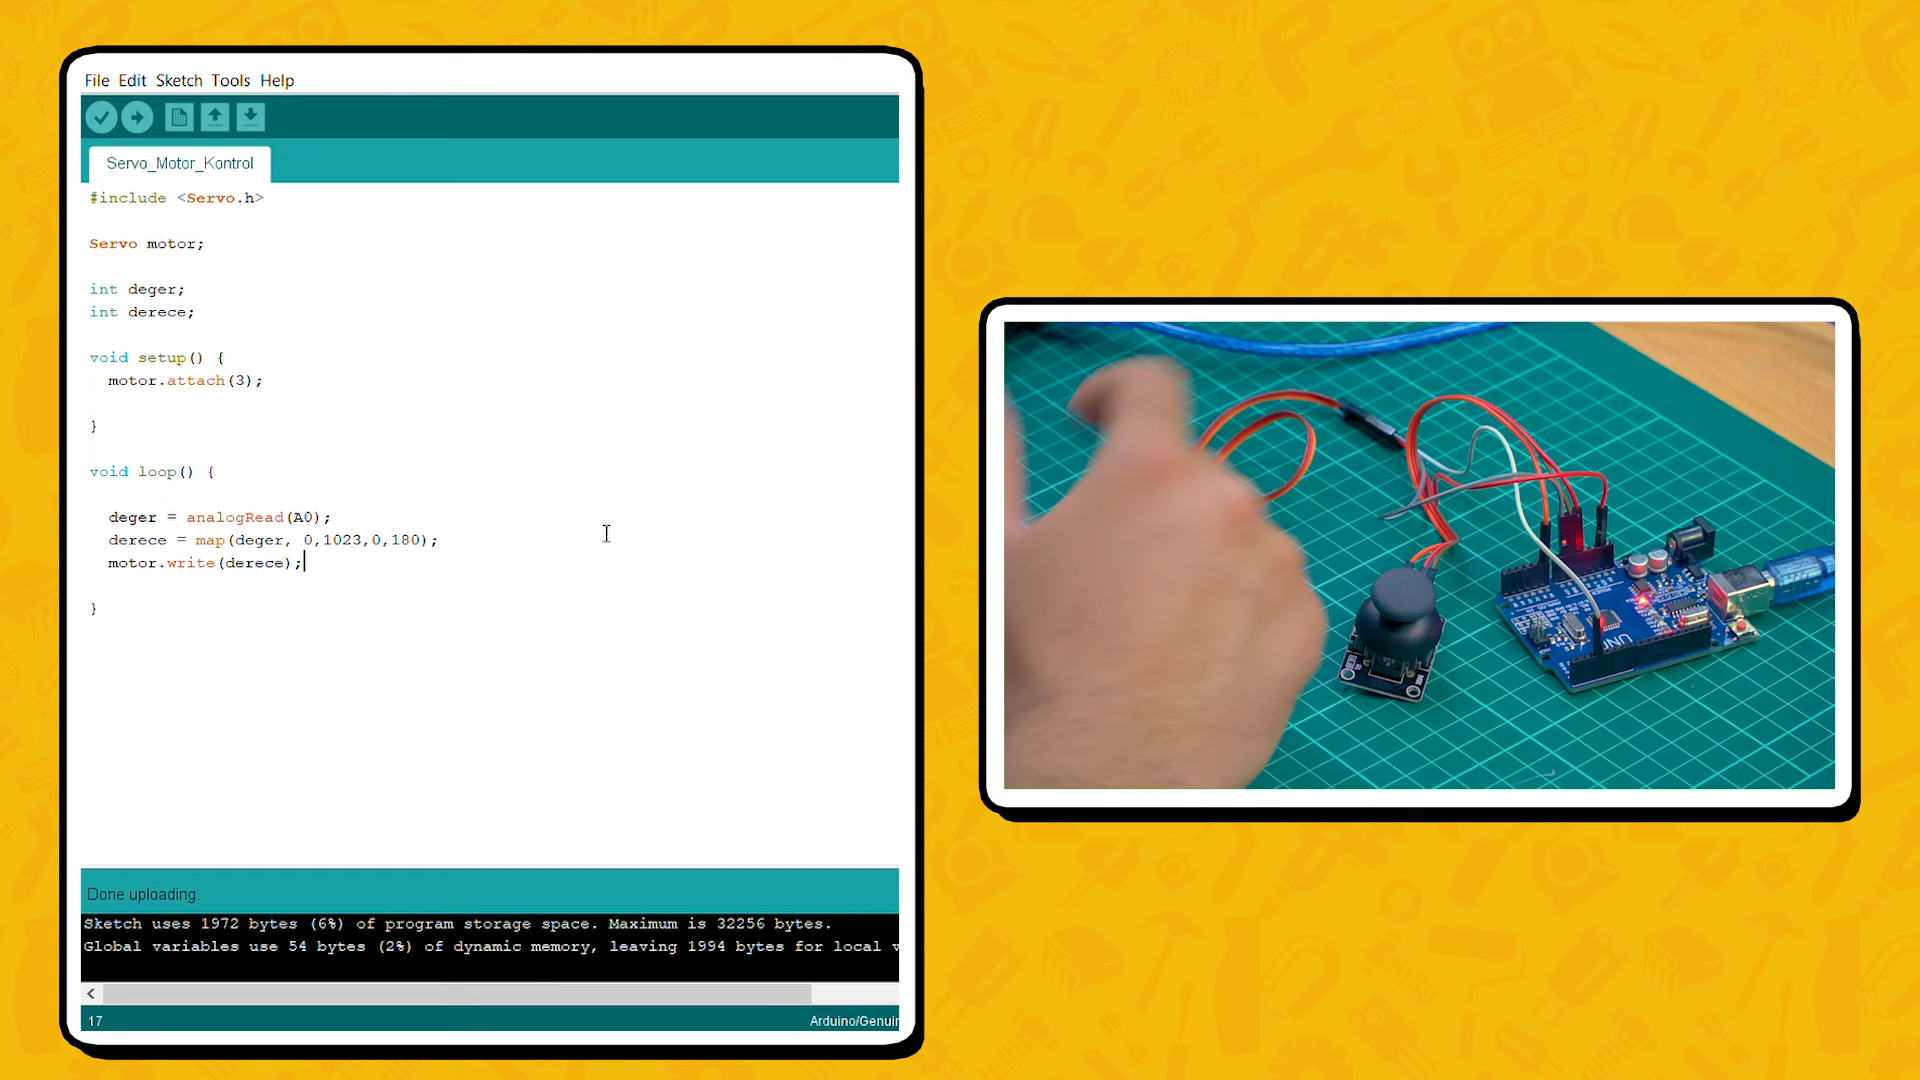 File Edit Sketch Tools Help
Servo_Motor_Kontrol
#include <Servo.h>
Servo motor;
int deger;
int derece;
void setup() {
motor.attach(3);
}
void loop() {
deger = analogRead(A0);
derece = map(deger, 0,1023,0,180);
motor.write(derece);
}
Done uploading.
Sketch uses 1972 bytes (6%) of program storage space. Maximum is 32256 bytes.
Global variables use 54 bytes (2%) of dynamic memory, leaving 1994 bytes for local v
17
Arduino/Genuin
UNO